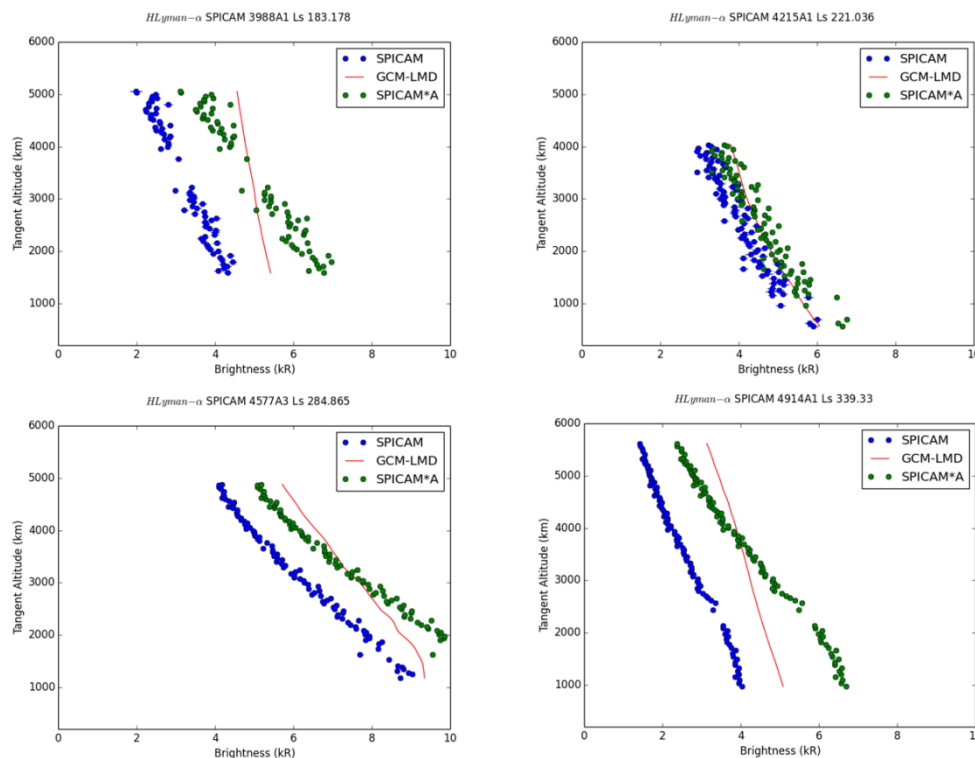 HLyman−α SPICAM 3988A1 Ls 183.178
6000
5000
4000
3000
2000
1000
0 2 4 6 8 10
Tangent Altitude (km)
Brightness (kR)
SPICAM
GCM-LMD
SPICAM*A
HLyman−α SPICAM 4215A1 Ls 221.036
6000
5000
4000
3000
2000
1000
0 2 4 6 8 10
Tangent Altitude (km)
Brightness (kR)
SPICAM
GCM-LMD
SPICAM*A
HLyman−α SPICAM 4577A3 Ls 284.865
6000
5000
4000
3000
2000
1000
0 2 4 6 8 10
Tangent Altitude (km)
Brightness (kR)
SPICAM
GCM-LMD
SPICAM*A
HLyman−α SPICAM 4914A1 Ls 339.33
6000
5000
4000
3000
2000
1000
0 2 4 6 8
Tangent Altitude (km)
Brightness (kR)
SPICAM
GCM-LMD
SPICAM*A